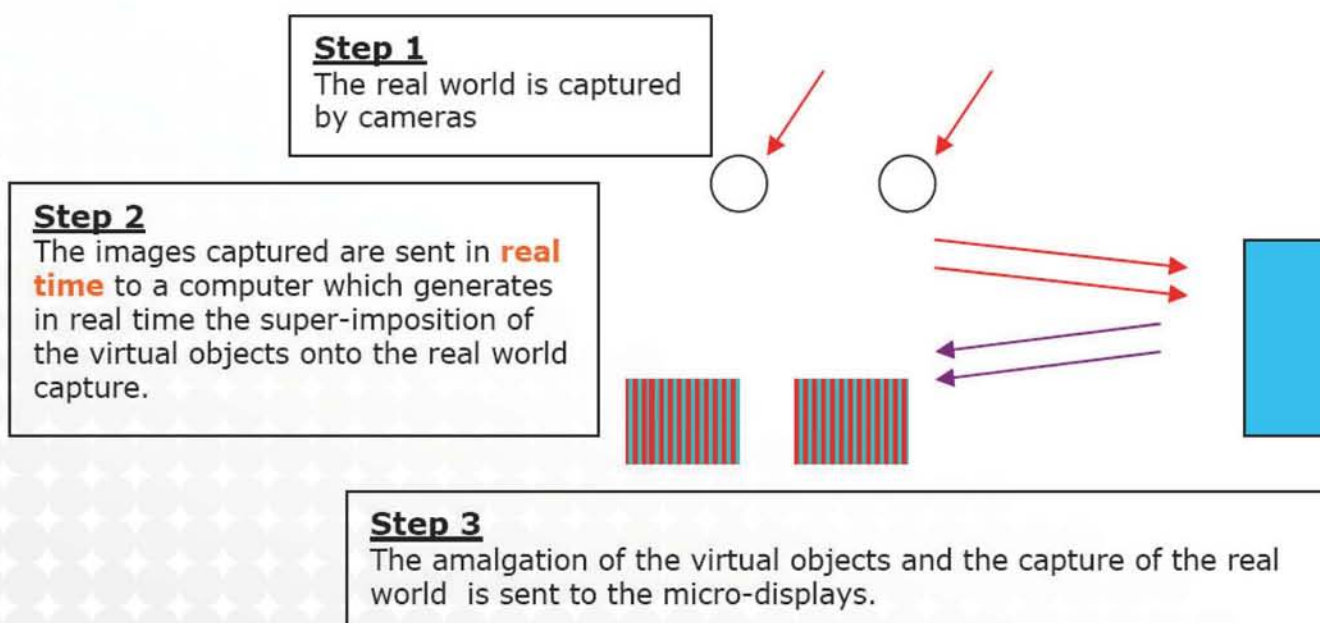 Step 1
The real world is captured
by cameras
Step 2
The images captured are sent in real
time to a computer which generates
in real time the super-imposition of
the virtual objects onto the real world
capture.
Step 3
The amalgation of the virtual objects and the capture of the real
world  is sent to the micro-displays.